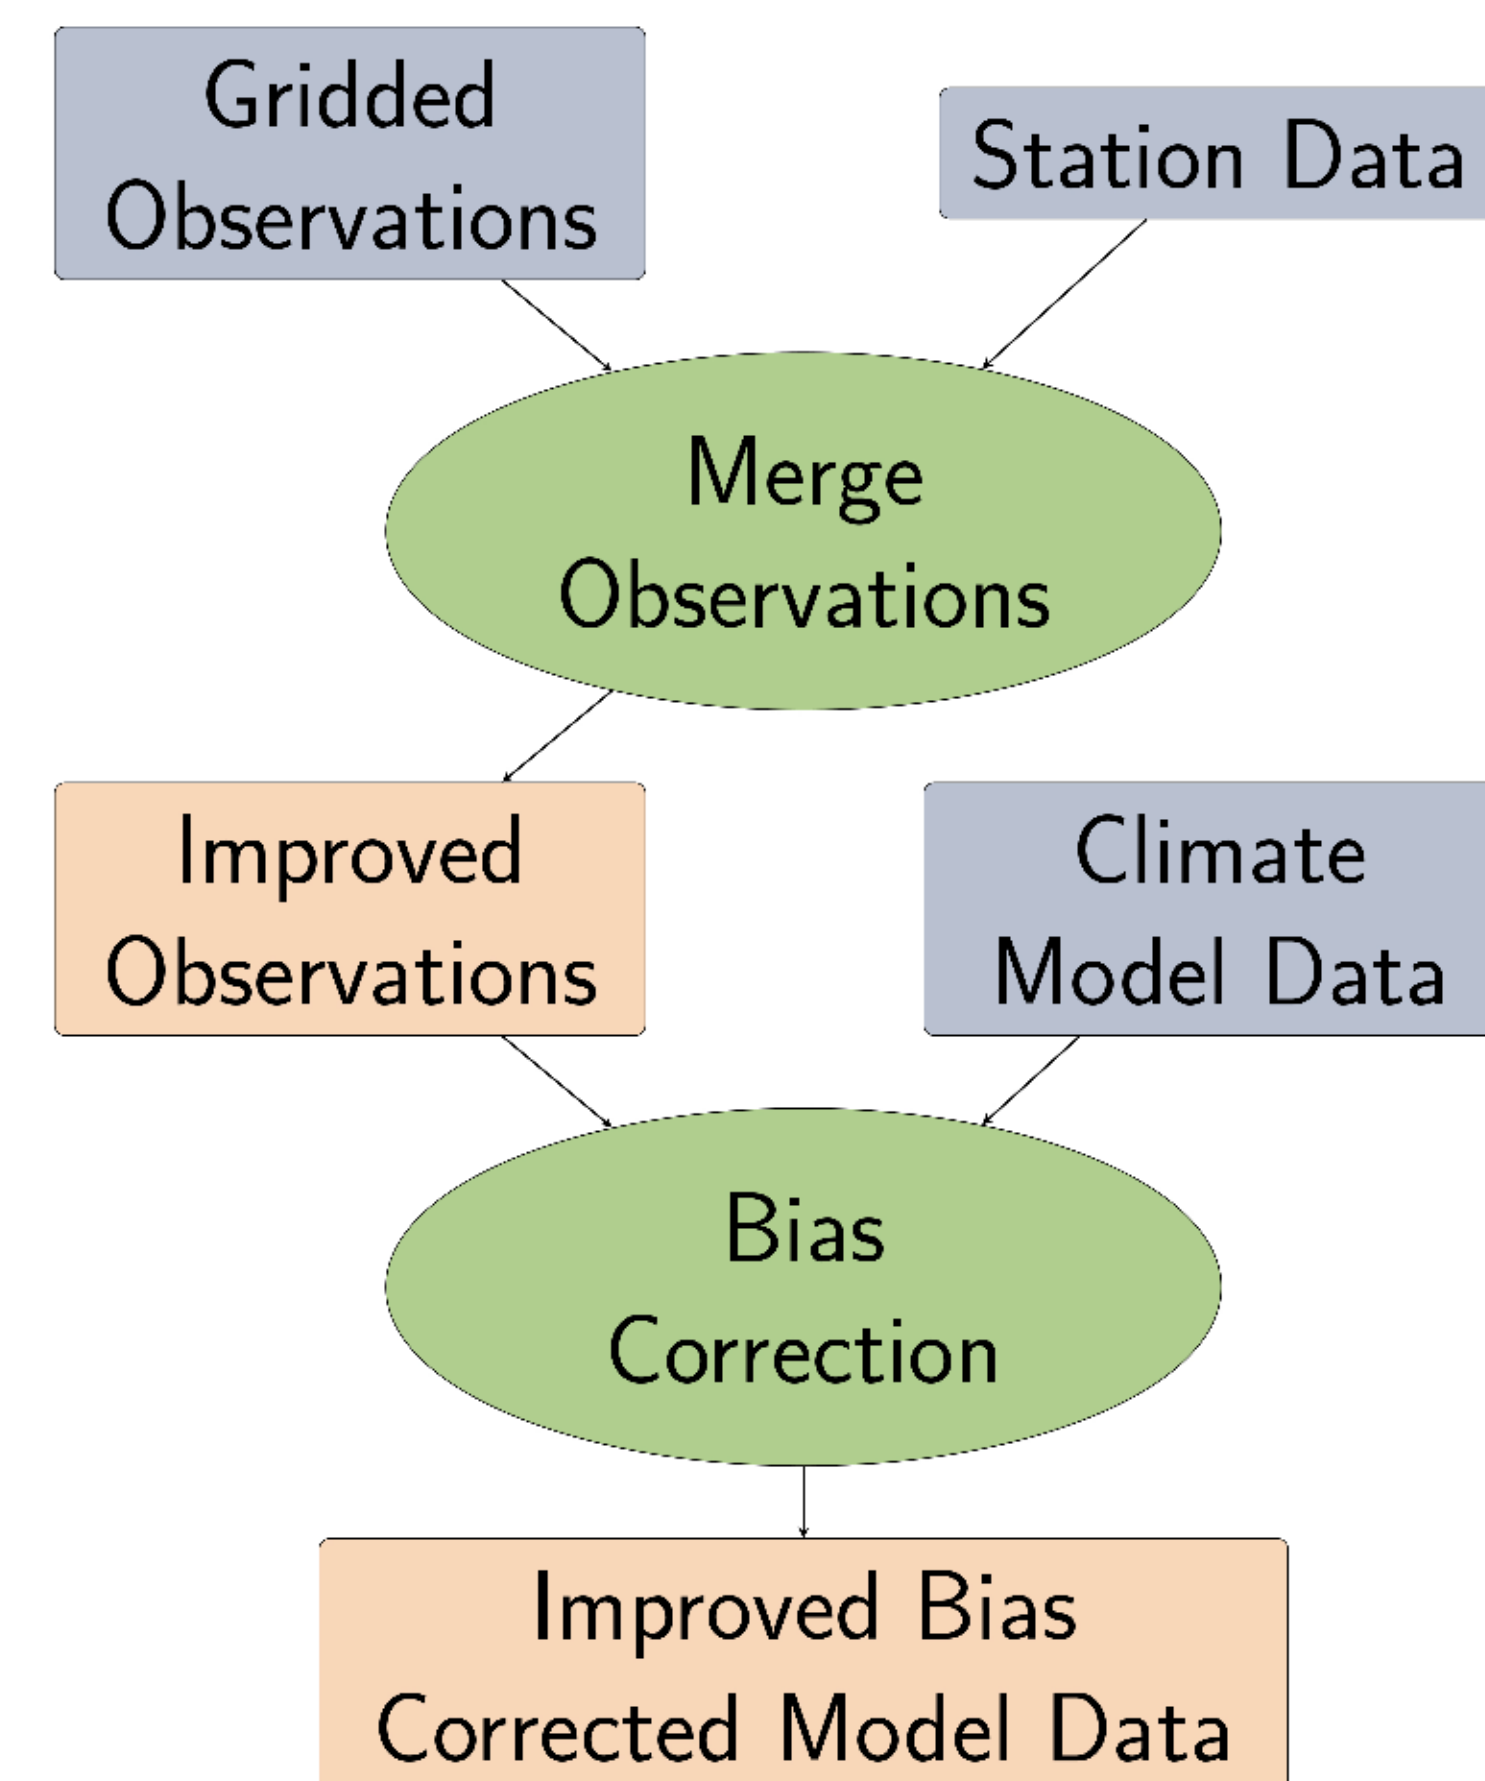 Gridded
Observations
Station Data
Merge
Observations
Improved
Observations
Climate
Model Data
Bias
Correction
Improved Bias
Corrected Model Data